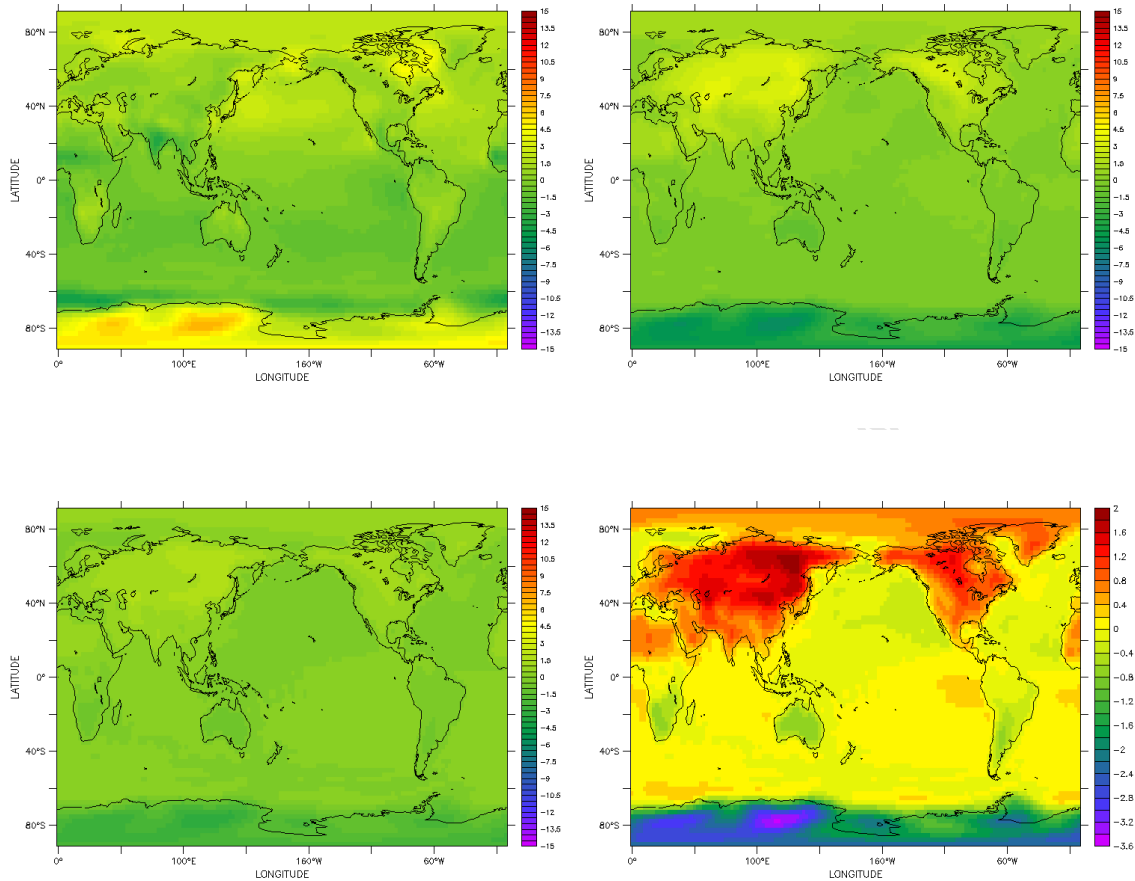 80°N
40°N
0°
40°S
80°S
LATITUDE
0°
100°E
160°W
60°W
LONGITUDE
15
13.5
12
10.5
9
7.5
6
4.5
3
1.5
0
−1.5
−3
−4.5
−6
−7.5
−9
−10.5
−12
−13.5
−15
80°N
40°N
0°
40°S
80°S
LATITUDE
0°
100°E
160°W
60°W
LONGITUDE
15
13.5
12
10.5
9
7.5
6
4.5
3
1.5
0
−1.5
−3
−4.5
−6
−7.5
−9
−10.5
−12
−13.5
−15
80°N
40°N
0°
40°S
80°S
LATITUDE
0°
100°E
160°W
60°W
LONGITUDE
15
13.5
12
10.5
9
7.5
6
4.5
3
1.5
0
−1.5
−3
−4.5
−6
−7.5
−9
−10.5
−12
−13.5
−15
80°N
40°N
0°
40°S
80°S
LATITUDE
0°
100°E
160°W
60°W
LONGITUDE
2
1.6
1.2
0.8
0.4
0
−0.4
−0.8
−1.2
−1.6
−2
−2.4
−2.8
−3.2
−3.6